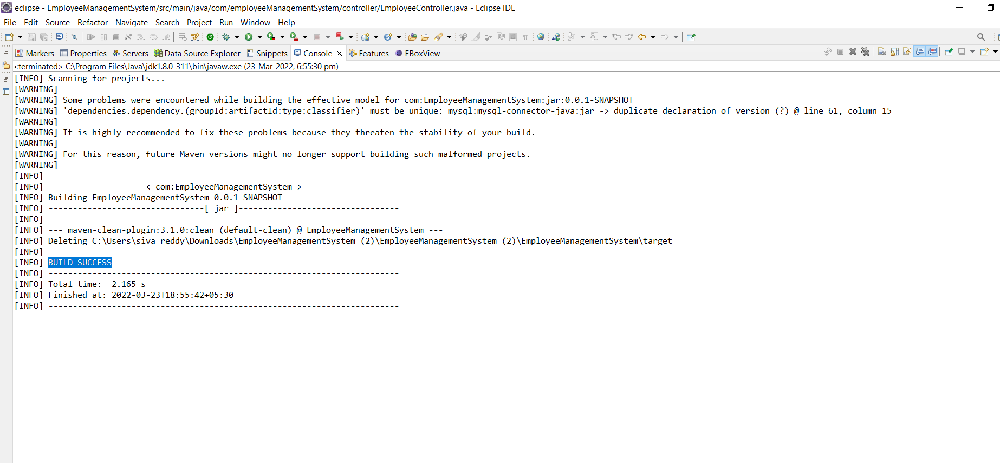 eclipse - EmployeeManagementSystem/src/main/java/com/employeeManagementSystem/controller/EmployeeController.java - Eclipse IDE
File Edit Source Refactor Navigate Search Project Run Window Help
Markers Properties Servers Data Source Explorer Snippets Console Features EBoxView
<terminated> C:\Program Files\Java\jdk1.8.0_311\bin\javaw.exe (23-Mar-2022, 6:55:30 pm)
[INFO] Scanning for projects...
[WARNING]
[WARNING] Some problems were encountered while building the effective model for com:EmployeeManagementSystem:jar:0.0.1-SNAPSHOT
[WARNING] 'dependencies.dependency.(groupId:artifactId:type:classifier)' must be unique: mysql:mysql-connector-java:jar -> duplicate declaration of version (?) @ line 61, column 15
[WARNING]
[WARNING] It is highly recommended to fix these problems because they threaten the stability of your build.
[WARNING]
[WARNING] For this reason, future Maven versions might no longer support building such malformed projects.
[WARNING]
[INFO]
[INFO] --------------------< com:EmployeeManagementSystem >--------------------
[INFO] Building EmployeeManagementSystem 0.0.1-SNAPSHOT
[INFO] --------------------------------[ jar ]---------------------------------
[INFO]
[INFO] --- maven-clean-plugin:3.1.0:clean (default-clean) @ EmployeeManagementSystem ---
[INFO] Deleting C:\Users\siva reddy\Downloads\EmployeeManagementSystem (2)\EmployeeManagementSystem (2)\EmployeeManagementSystem\target
[INFO] ------------------------------------------------------------------------
[INFO] BUILD SUCCESS
[INFO] ------------------------------------------------------------------------
[INFO] Total time:  2.165 s
[INFO] Finished at: 2022-03-23T18:55:42+05:30
[INFO] ------------------------------------------------------------------------